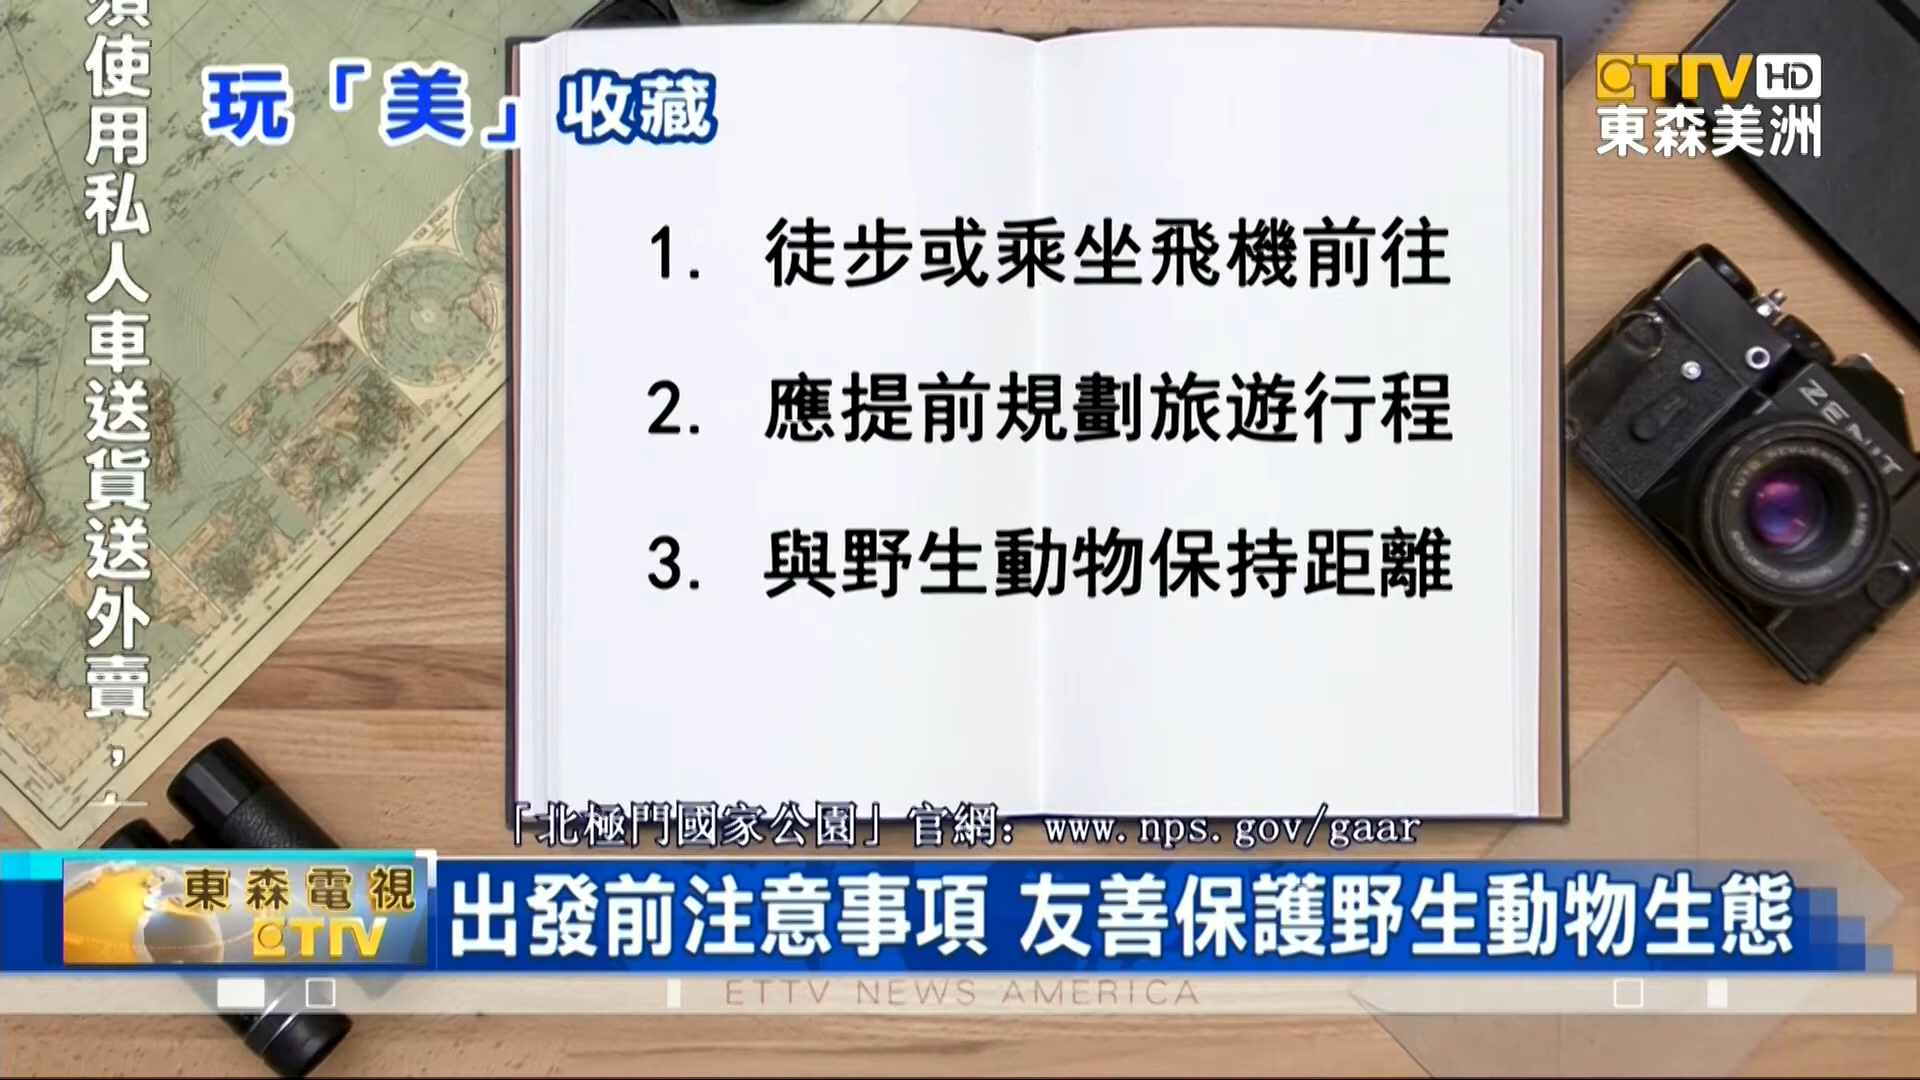 須使用私人車送貨送外賣，
玩「美」收藏
ETTV HD
東森美洲
1. 徒步或乘坐飛機前往
2. 應提前規劃旅遊行程
3. 與野生動物保持距離
ZENIT
「北極門國家公園」官網：www.nps.gov/gaar
東森電視
ETTV
出發前注意事項 友善保護野生動物生態
ETTV NEWS AMERICA